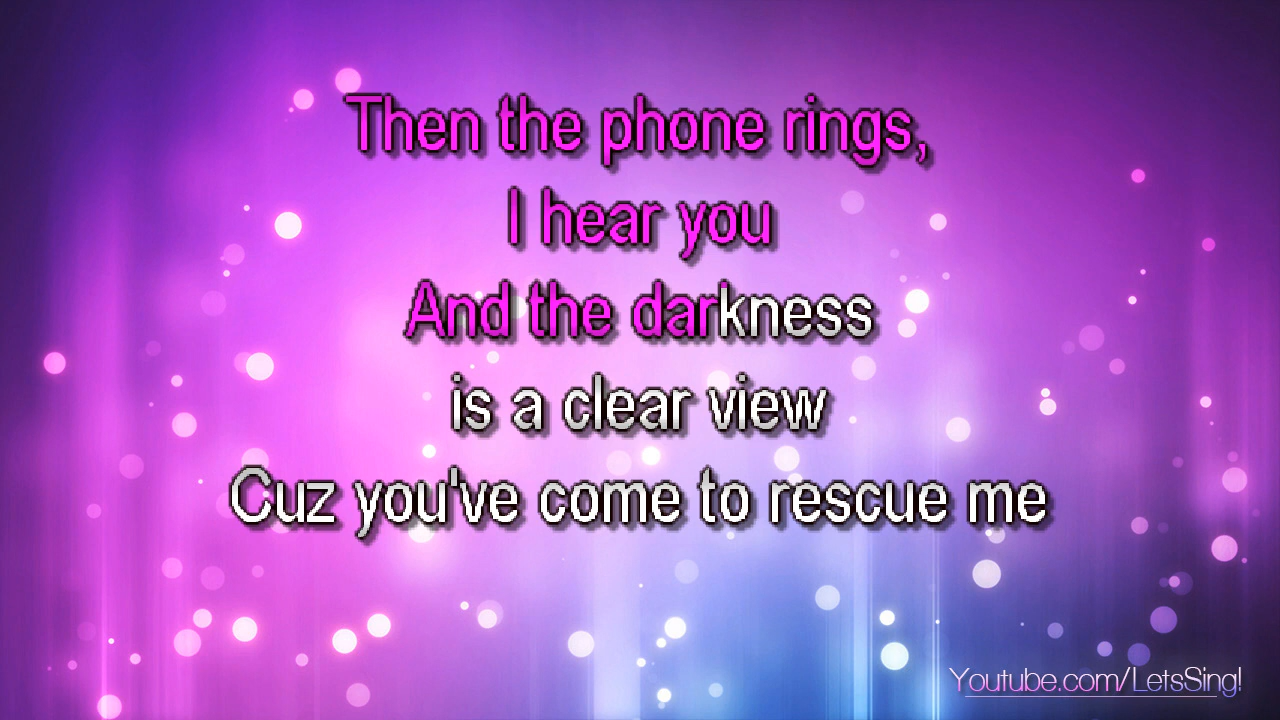 Then the phone rings,
I hear you
And the darkness
is a clear view
Cuz you've come to rescue me
Youtube.com/LetsSing!